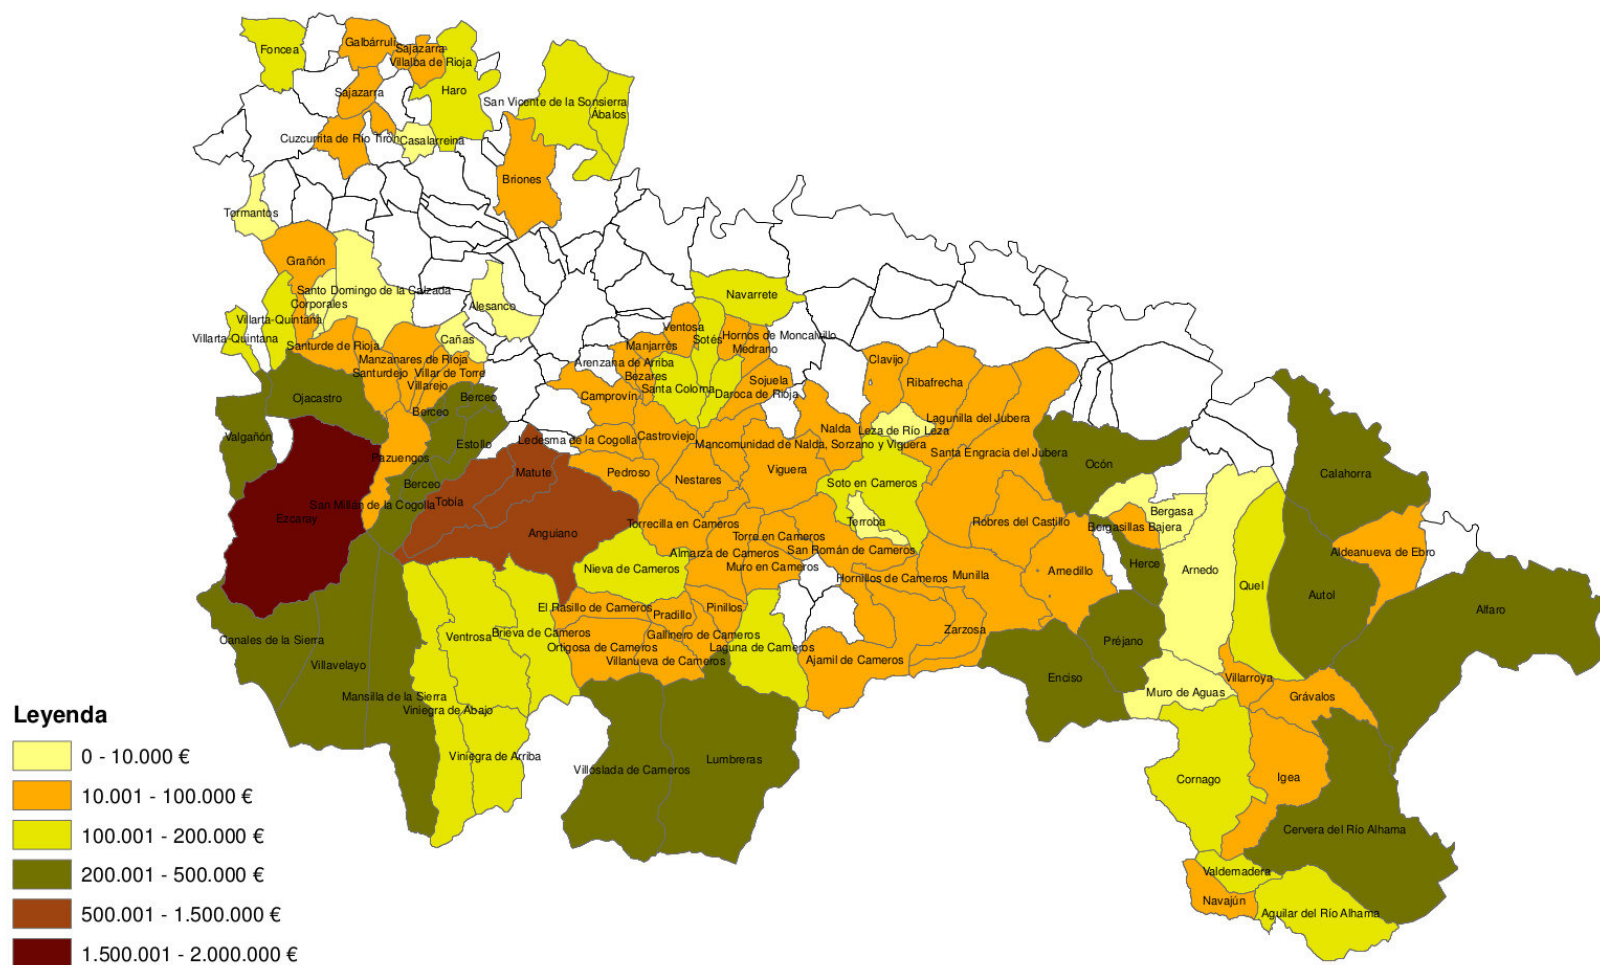 Foncea
Galbárruli
Sajazarra
Villalba de Rioja
Haro
Sajazarra
San Vicente de la Sonsierra
Ábalos
Cuzcurrita de Río Tirón
Casalarreina
Briones
Tormantos
Grañón
Santo Domingo de la Calzada
Corporales
Alesanco
Navarrete
Villarta-Quintana
Villarta-Quintana
Cañas
Ventosa
Sotés
Hornos de Moncalvillo
Medrano
Santurde de Rioja
Manzanares de Rioja
Manjarrés
Arenzana de Arriba
Clavijo
Santurdejo
Villar de Torre
Villarejo
Bezares
Santa Coloma
Sojuela
Daroca de Rioja
Ribafrecha
Ojacastro
Berceo
Berceo
Camprovín
Lagunilla del Jubera
Valgañón
Estollo
Ledesma de la Cogolla
Castroviejo
Nalda
Leza de Río Leza
Mancomunidad de Nalda, Sorzano y Viguera
Santa Engracia del Jubera
Pazuengos
Matute
Pedroso
Nestares
Viguera
Ocón
Calahorra
Berceo
Soto en Cameros
San Millán de la Cogolla
Tobía
Ezcaray
Anguiano
Torrecilla en Cameros
Terroba
Robres del Castillo
Bergasa
Bergasillas Bajera
Torre en Cameros
Almarza de Cameros
San Román de Cameros
Aldeanueva de Ebro
Nieva de Cameros
Muro en Cameros
Hornillos de Cameros
Munilla
Arnedillo
Herce
Arnedo
Quel
Autol
Alfaro
El Rasillo de Cameros
Pradillo
Pinillos
Canales de la Sierra
Ventrosa
Brieva de Cameros
Gallinero de Cameros
Ortigosa de Cameros
Laguna de Cameros
Zarzosa
Préjano
Villavelayo
Villanueva de Cameros
Ajamil de Cameros
Enciso
Villarroya
Mansilla de la Sierra
Muro de Aguas
Grávalos
Viniegra de Abajo
Viniegra de Arriba
Villoslada de Cameros
Lumbreras
Cornago
Igea
Cervera del Río Alhama
Valdemadera
Navajún
Aguilar del Río Alhama
Leyenda
0 - 10.000 €
10.001 - 100.000 €
100.001 - 200.000 €
200.001 - 500.000 €
500.001 - 1.500.000 €
1.500.001 - 2.000.000 €